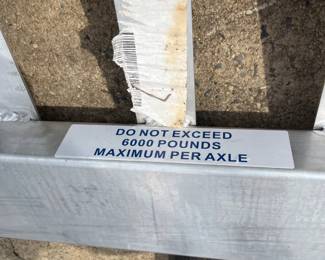 DO NOT EXCEED
6000 POUNDS
MAXIMUM PER AXLE